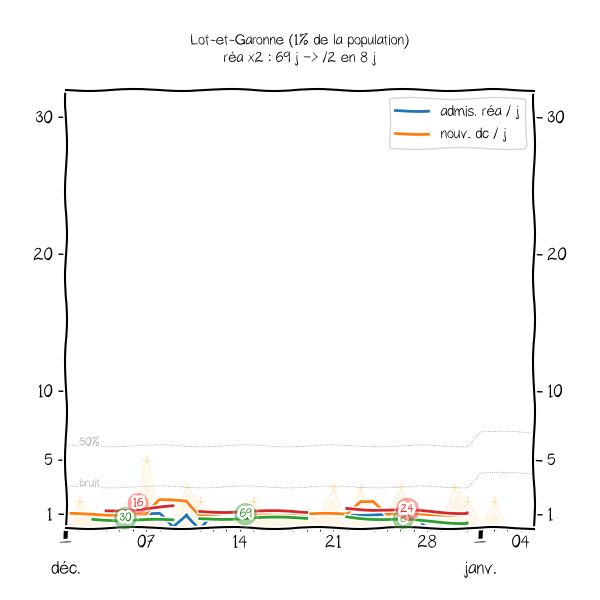 Lot-et-Garonne (1% de la population)
réa x2 : 69 j -> /2 en 8 j
admis. réa / j
nouv. dc / j
30
30
20
20
10
10
50%
5
5
bruit
16
24
30
69
1
1
07
14
21
28
04
déc.
janv.